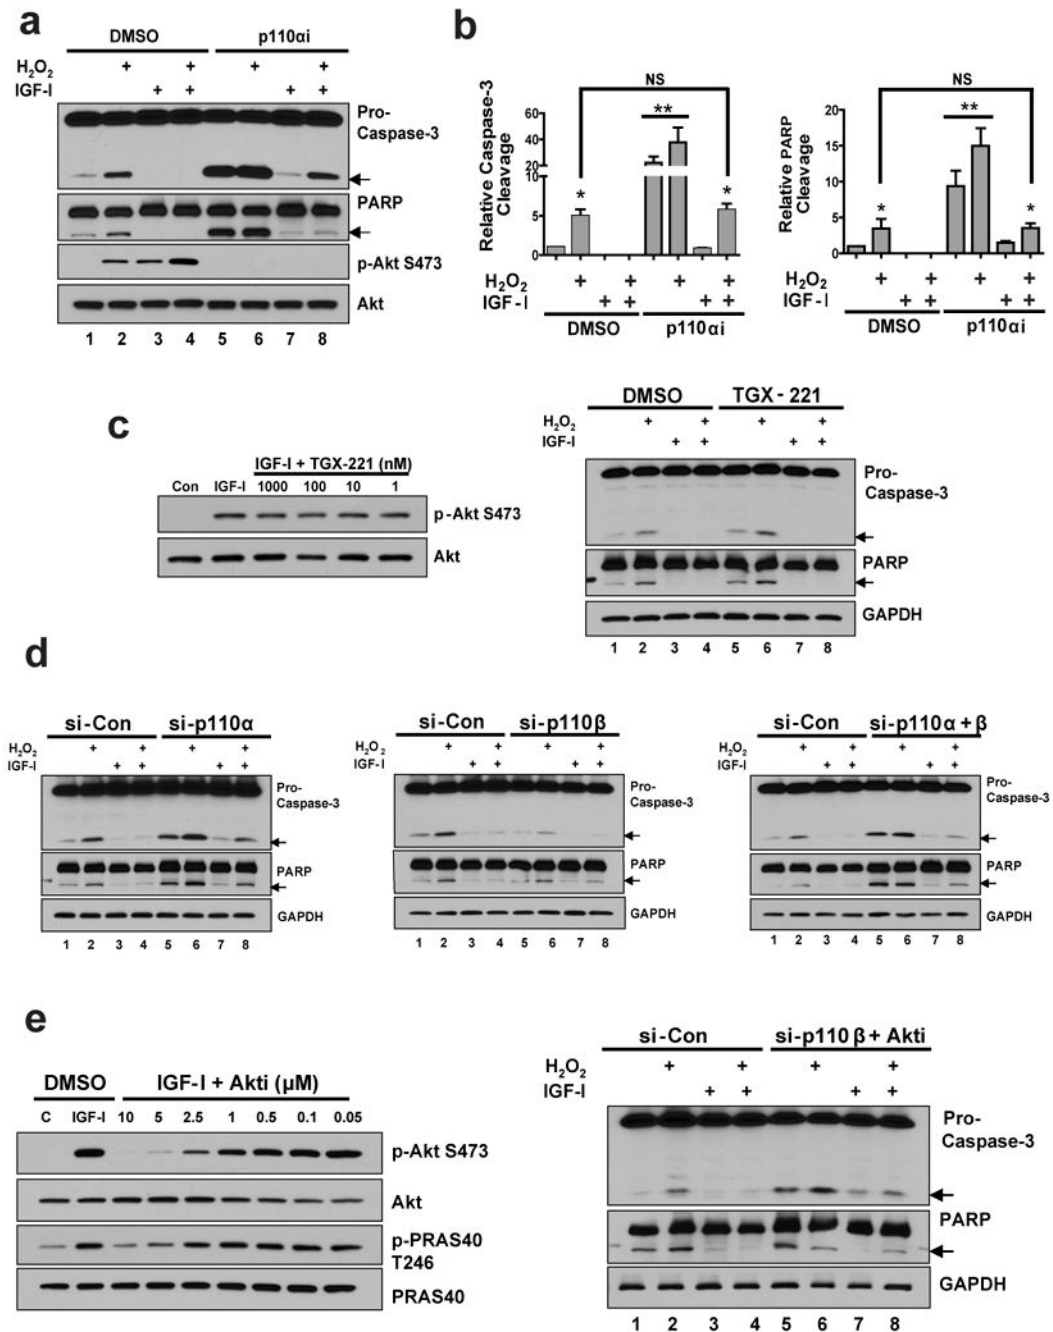 a
DMSO p110αi
H2O2 + + + +
IGF-I + + + +
Pro-
Caspase-3
PARP
p-Akt S473
Akt
1 2 3 4 5 6 7 8
b
NS
**
Relative Caspase-3
Cleavage
60
40
20
10
5
0
*
*
H2O2 + + + +
IGF-I + + + +
DMSO p110αi
NS
**
Relative PARP
Cleavage
20
15
10
5
0
*
*
H2O2 + + + +
IGF-I + + + +
DMSO p110αi
c
IGF-I + TGX-221 (nM)
Con IGF-I 1000 100 10 1
p-Akt S473
Akt
DMSO TGX-221
H2O2 + + + +
IGF-I + + + +
Pro-
Caspase-3
PARP
GAPDH
1 2 3 4 5 6 7 8
d
si-Con si-p110α
H2O2 + + + +
IGF-I + + + +
Pro-
Caspase-3
PARP
GAPDH
1 2 3 4 5 6 7 8
si-Con si-p110β
H2O2 + + + +
IGF-I + + + +
Pro-
Caspase-3
PARP
GAPDH
1 2 3 4 5 6 7 8
si-Con si-p110α+β
H2O2 + + + +
IGF-I + + + +
Pro-
Caspase-3
PARP
GAPDH
1 2 3 4 5 6 7 8
e
DMSO IGF-I + Akti (μM)
C IGF-I 10 5 2.5 1 0.5 0.1 0.05
p-Akt S473
Akt
p-PRAS40
T246
PRAS40
si-Con si-p110β+ Akti
H2O2 + + + +
IGF-I + + + +
Pro-
Caspase-3
PARP
GAPDH
1 2 3 4 5 6 7 8